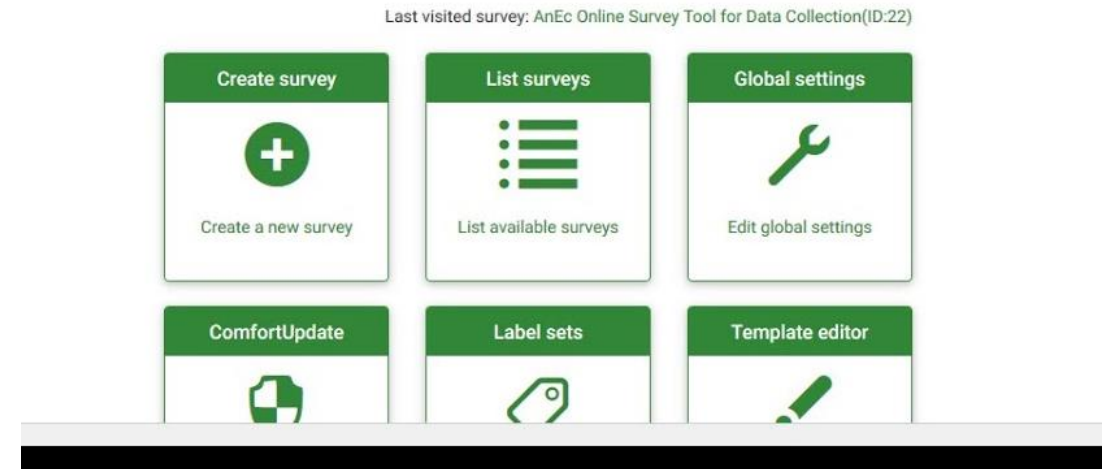 Last visited survey: AnEc Online Survey Tool for Data Collection(ID:22)
Create survey
List surveys
Global settings
Create a new survey
List available surveys
Edit global settings
ComfortUpdate
Label sets
Template editor